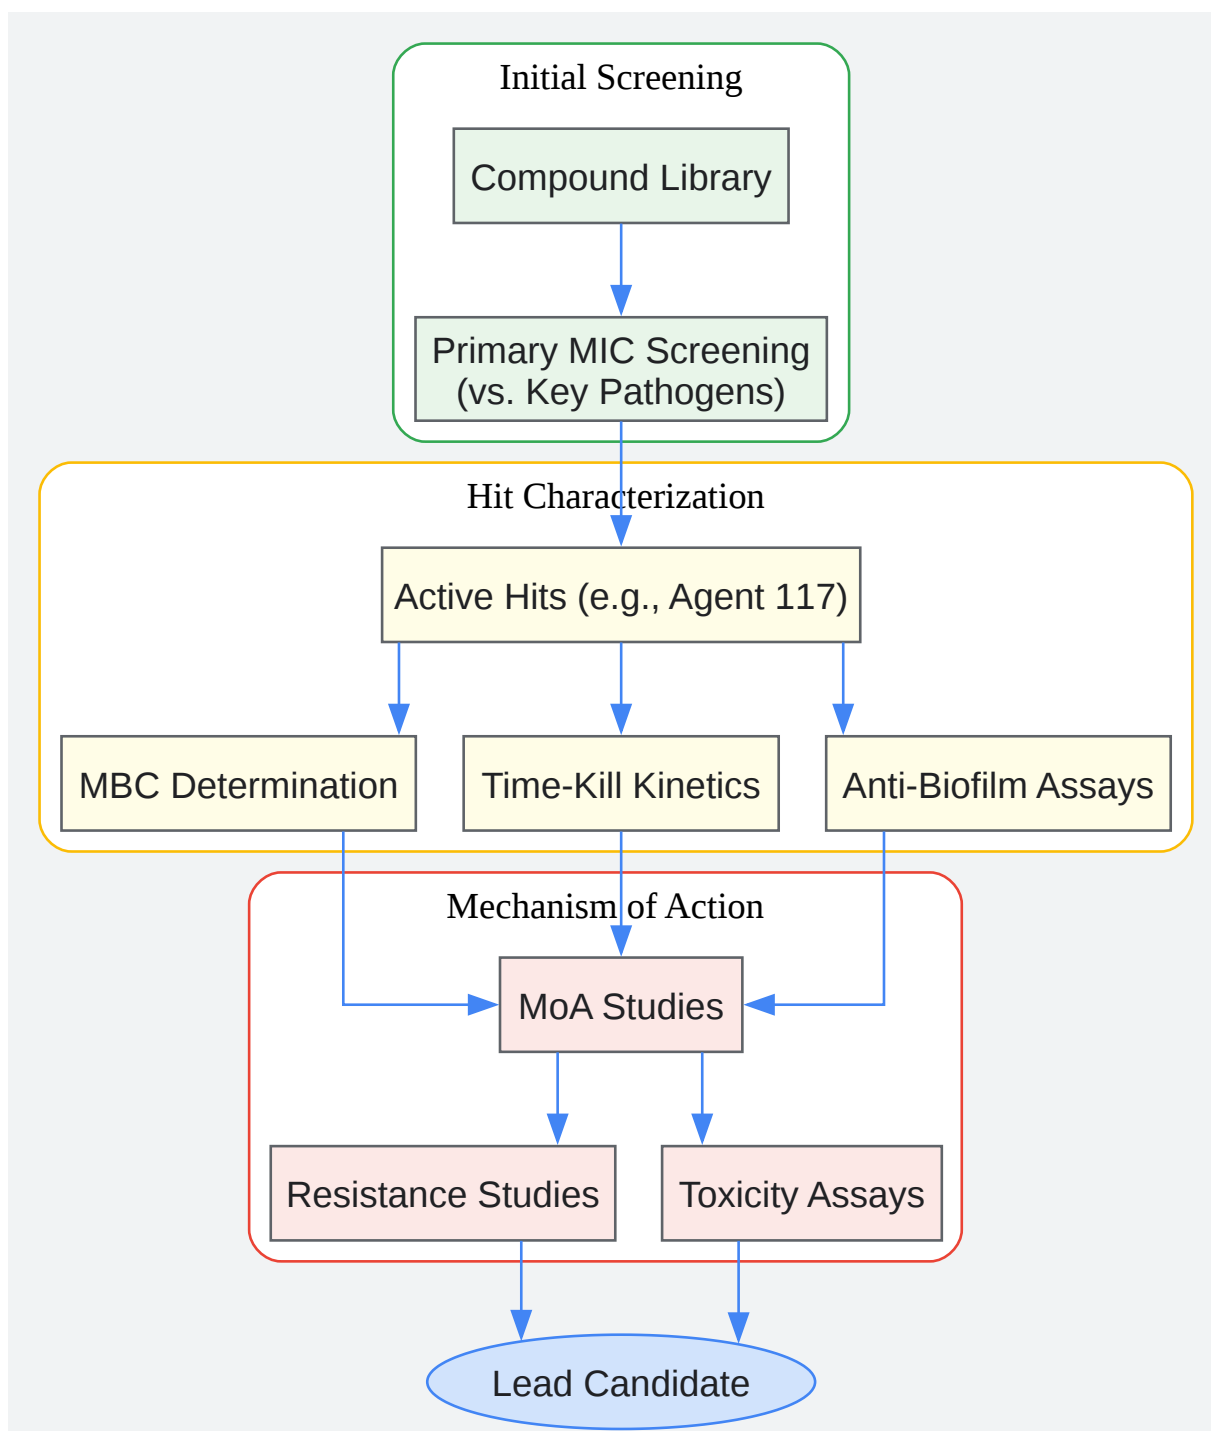 Initial Screening
Compound Library
Primary MIC Screening
(vs. Key Pathogens)
Hit Characterization
Active Hits (e.g., Agent 117)
MBC Determination
Time-Kill Kinetics
Anti-Biofilm Assays
Mechanism of Action
MoA Studies
Resistance Studies
Toxicity Assays
Lead Candidate